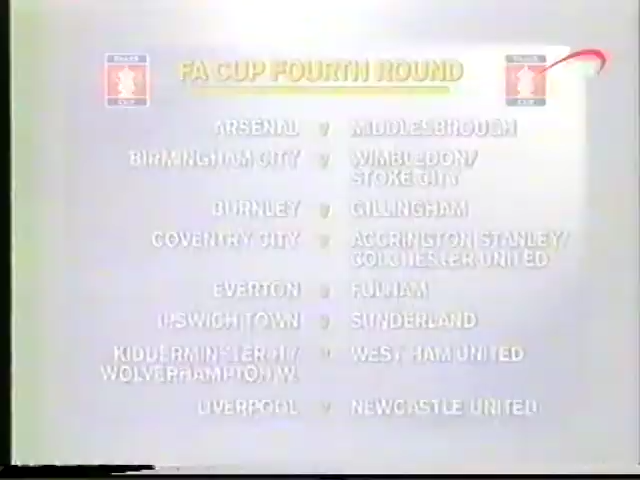 FA CUP FOURTH ROUND
ARSENAL v MIDDLESBROUGH
BIRMINGHAM CITY v WIMBLEDON/
STOKE CITY
BURNLEY v GILLINGHAM
COVENTRY CITY v ACCRINGTON STANLEY/
COLCHESTER UNITED
EVERTON v FULHAM
IPSWICH TOWN v SUNDERLAND
KIDDERMINSTER H / v WEST HAM UNITED
WOLVERHAMPTON W.
LIVERPOOL v NEWCASTLE UNITED